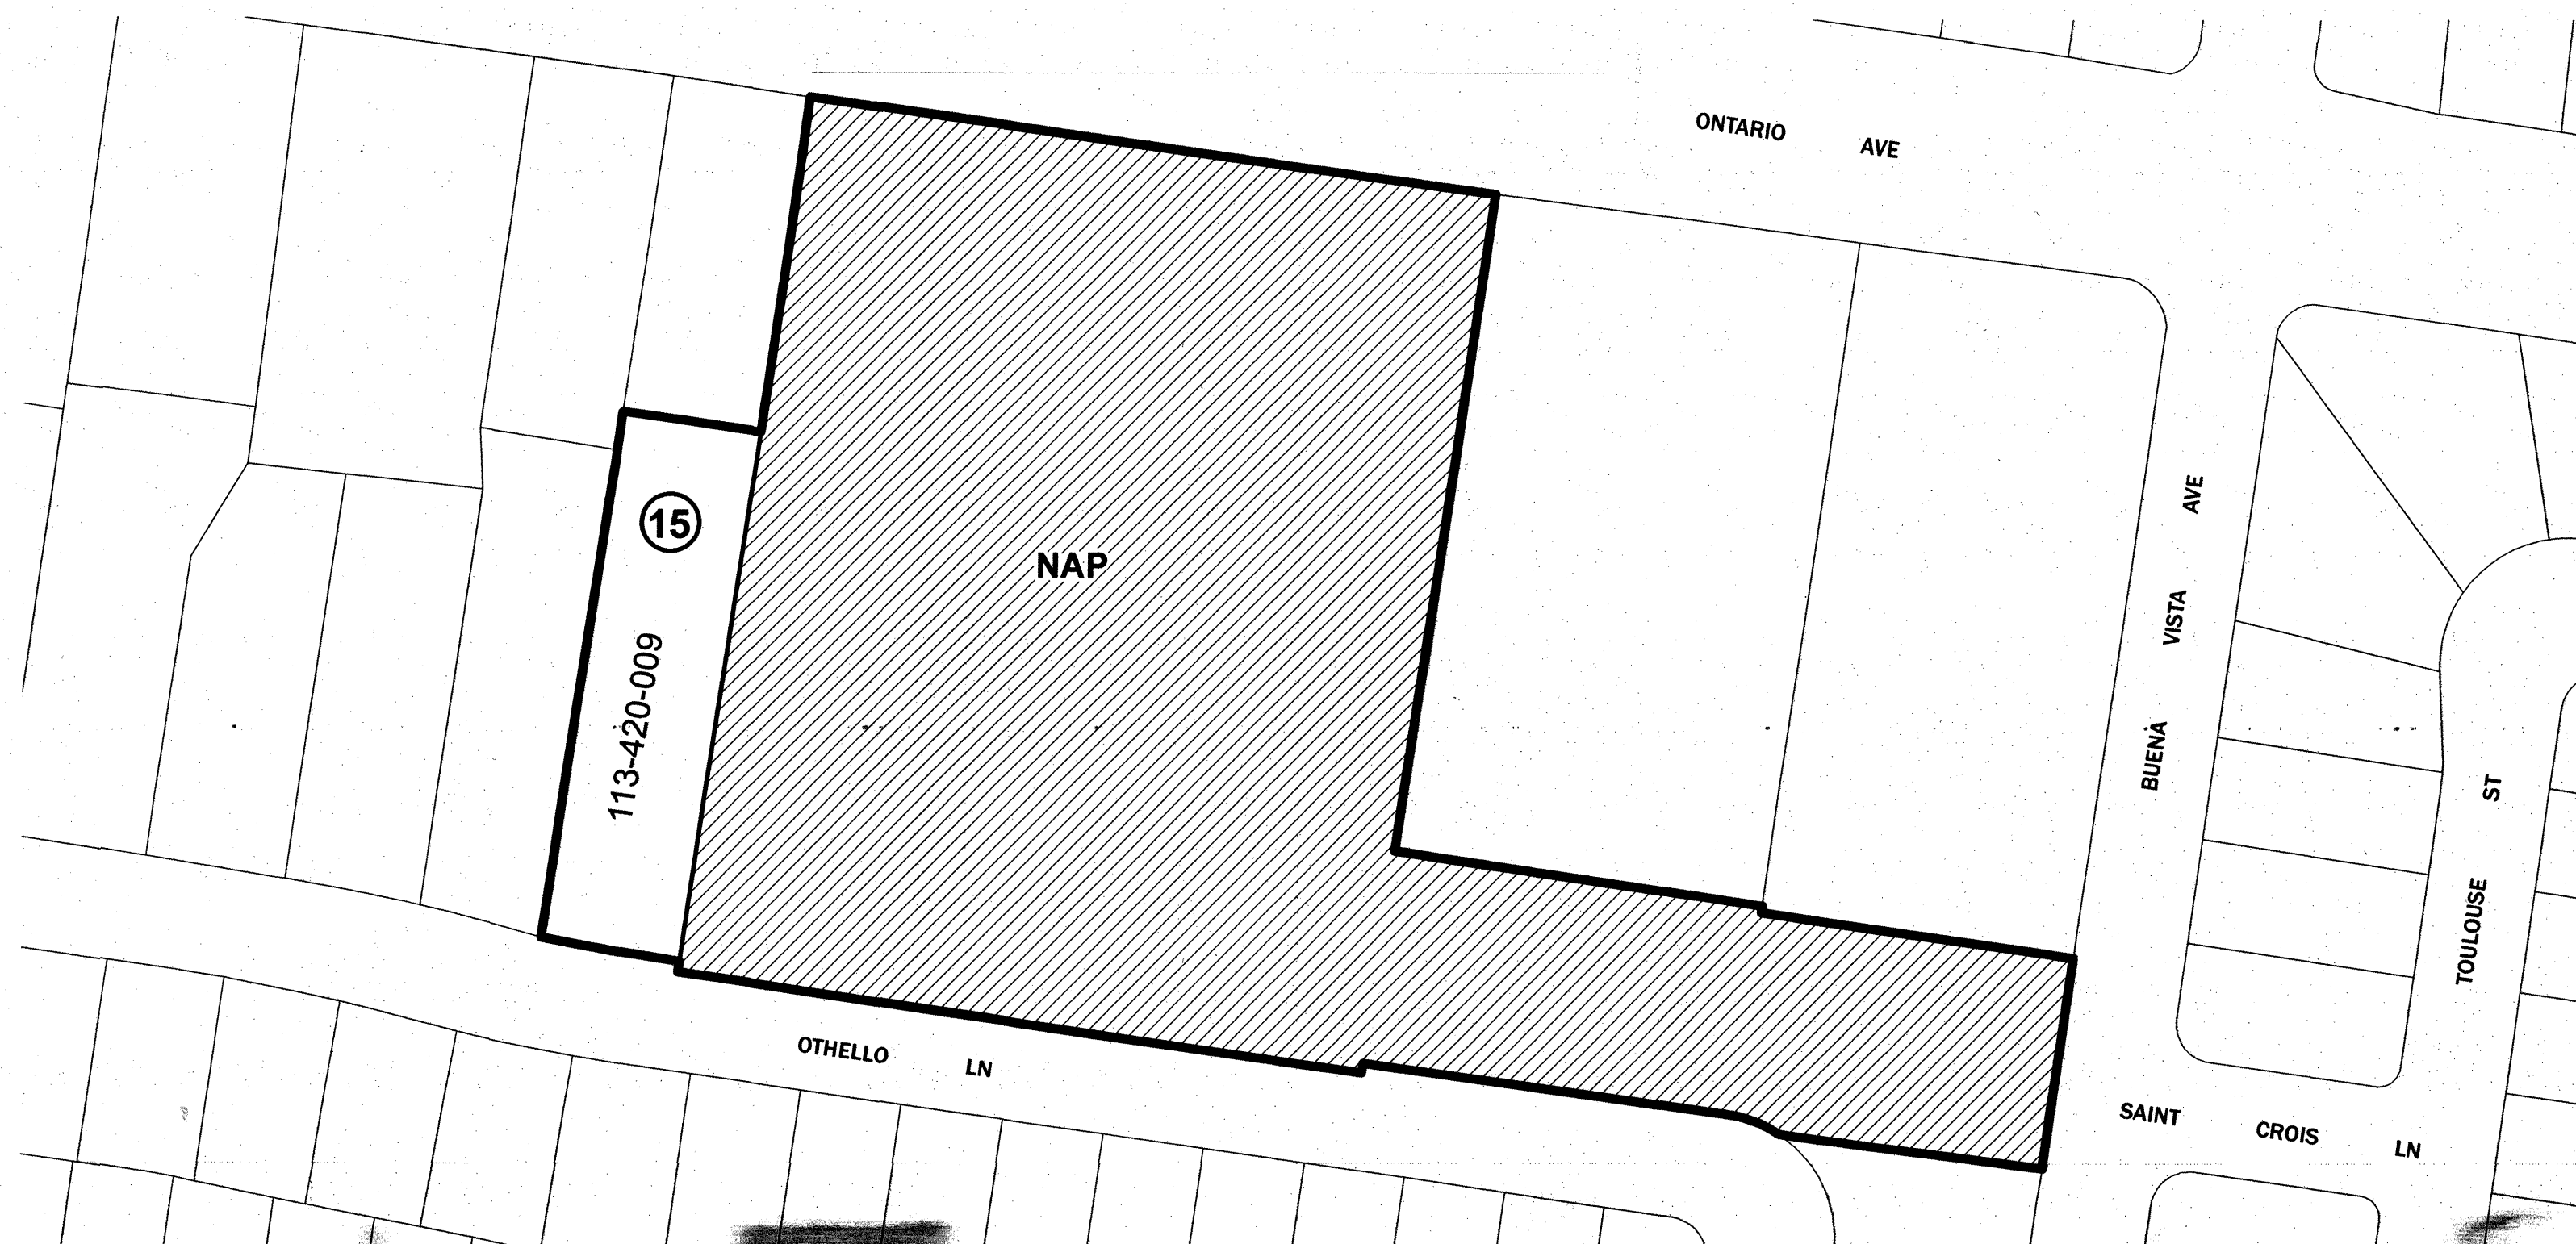 ONTARIO AVE
15
NAP
113-420-009
BUENA VISTA AVE
TOULOUSE ST
OTHELLO LN
SAINT CROIS LN